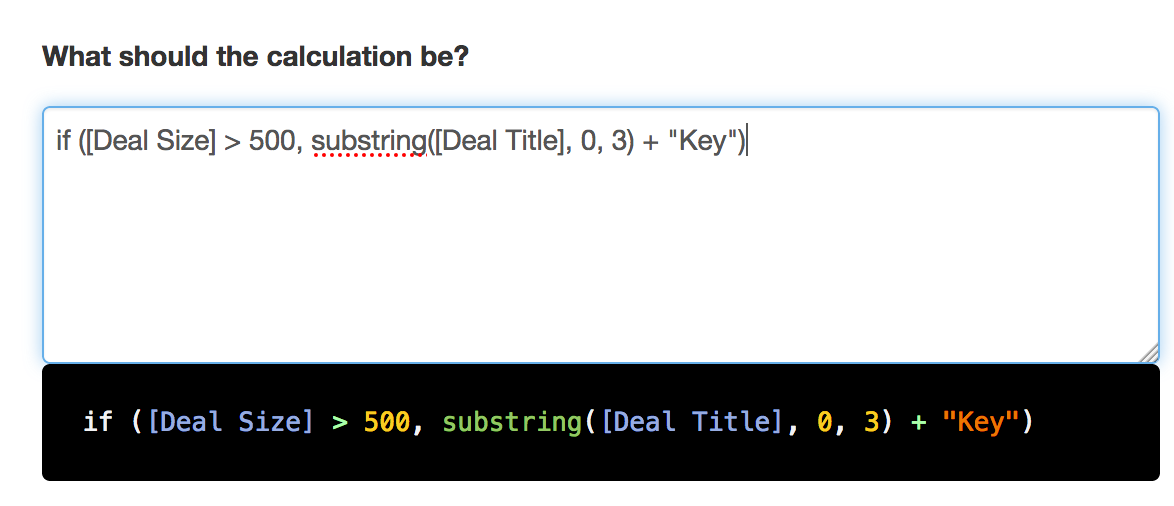 What should the calculation be?
if ([Deal Size] > 500, substring([Deal Title], 0, 3) + "Key")
if ([Deal Size] > 500, substring([Deal Title], 0, 3) + "Key")